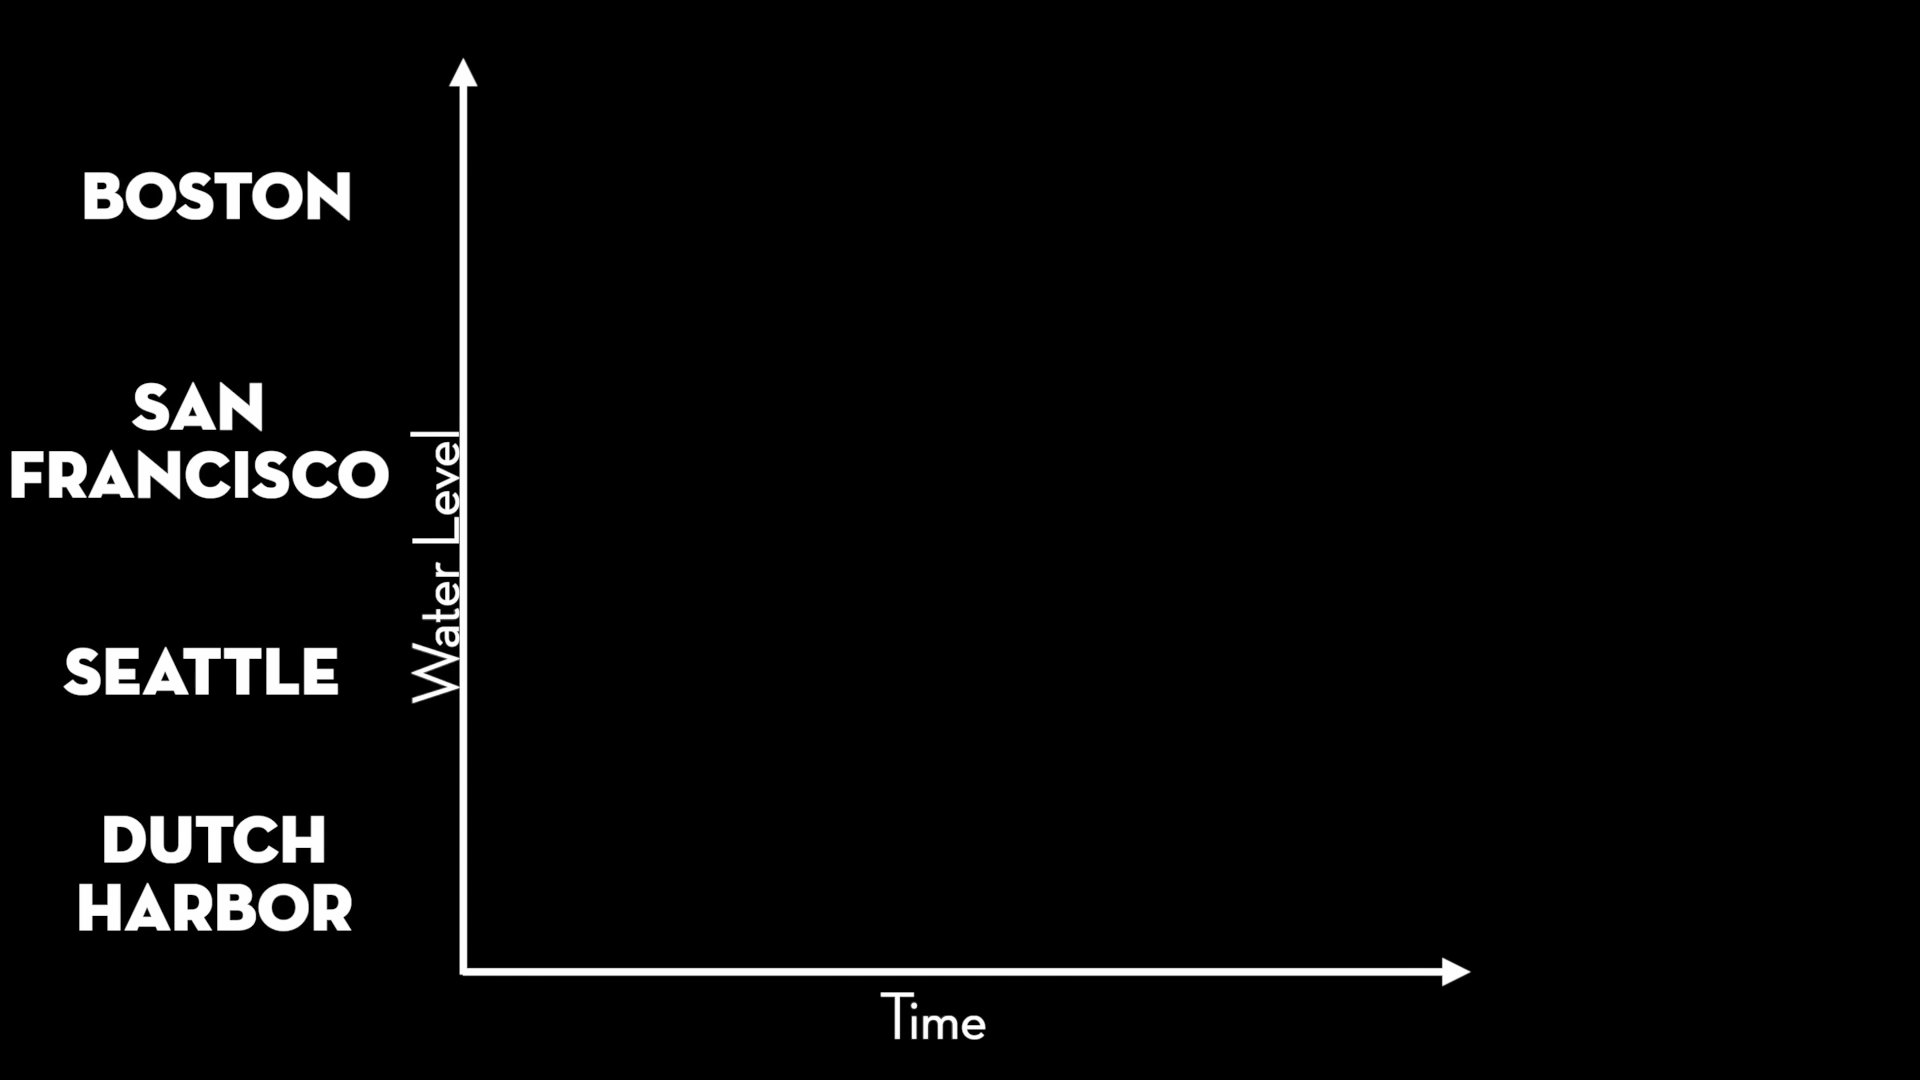 BOSTON
SAN
FRANCISCO
SEATTLE
DUTCH
HARBOR
Water Level
Time